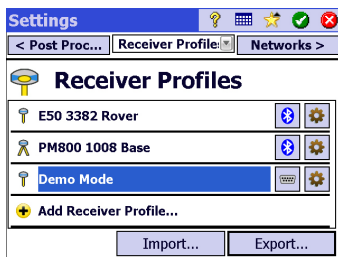 Settings
< Post Proc... Receiver Profile Networks >
Receiver Profiles
E50 3382 Rover
PM800 1008 Base
Demo Mode
Add Receiver Profile...
Import... Export...